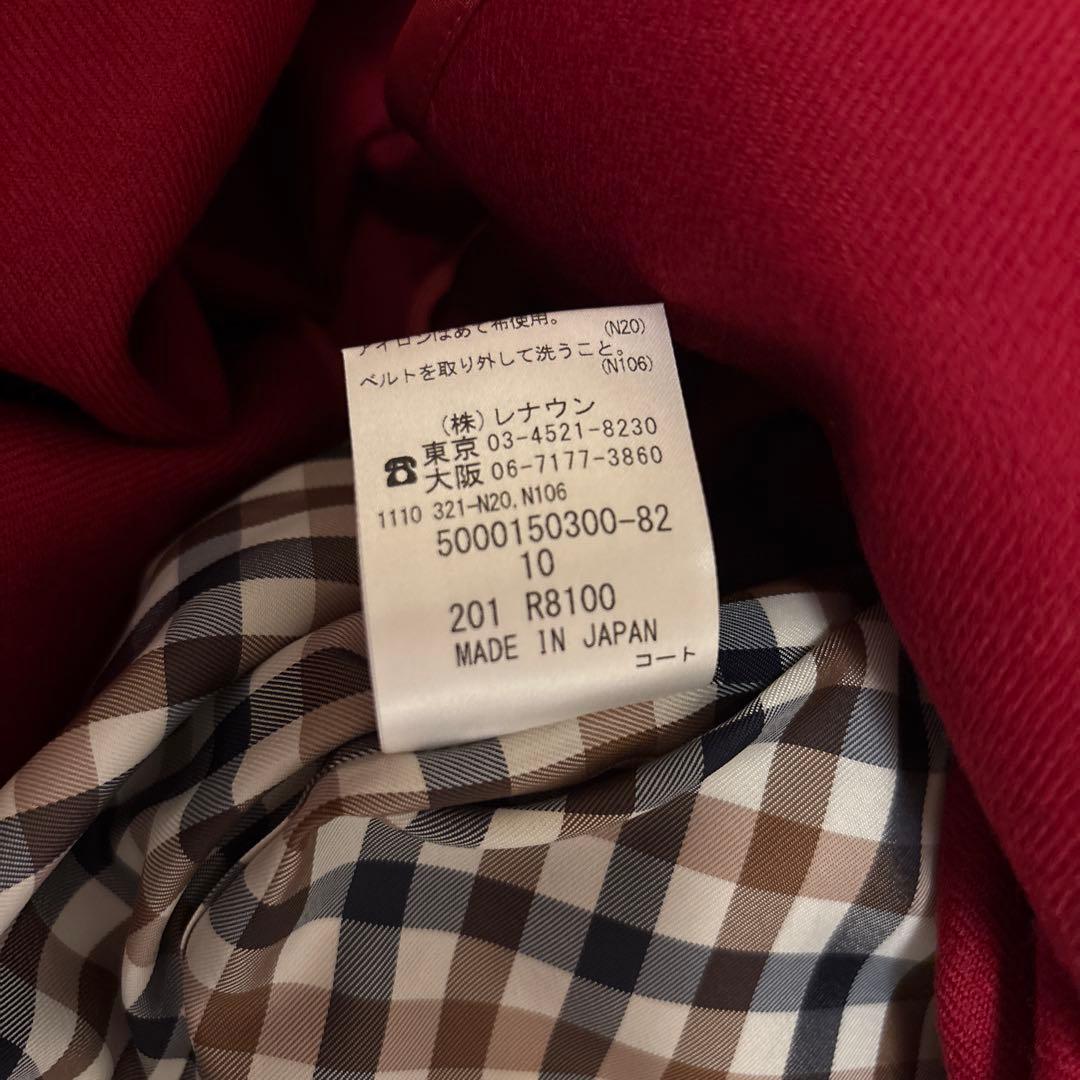 アイロンはあて布使用。 (N20)
ベルトを取り外して洗うこと。 (N106)
(株)レナウン
☎東京 03-4521-8230
大阪 06-7177-3860
1110 321-N20,N106
5000150300-82
10
201 R8100
MADE IN JAPAN
コート